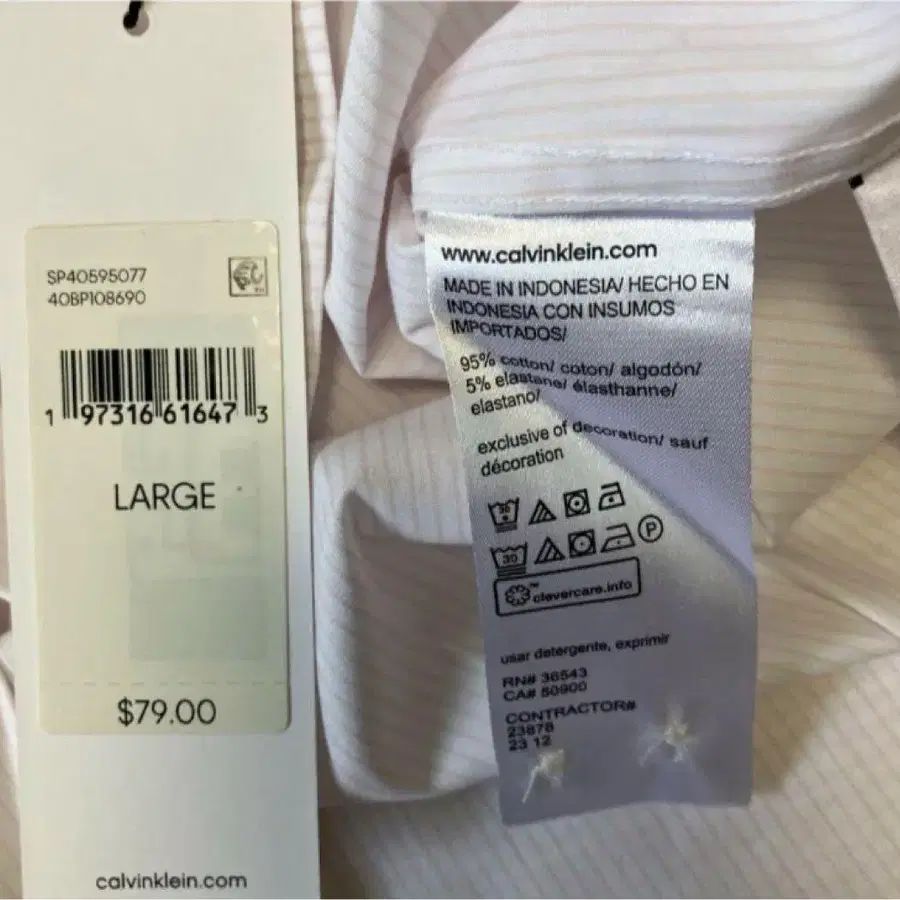 SP40595077
40BP108690
1 97316 61647 3
LARGE
$79.00
calvinklein.com
www.calvinklein.com
MADE IN INDONESIA/ HECHO EN
INDONESIA CON INSUMOS
IMPORTADOS/
95% cotton/ coton/ algodón/
5% elastane/ élasthanne/
elastano/
exclusive of decoration/ sauf
décoration
30
30
P
clevercare.info
usar detergente, exprimir
RN# 36543
CA# 50900
CONTRACTOR#
23878
23 12